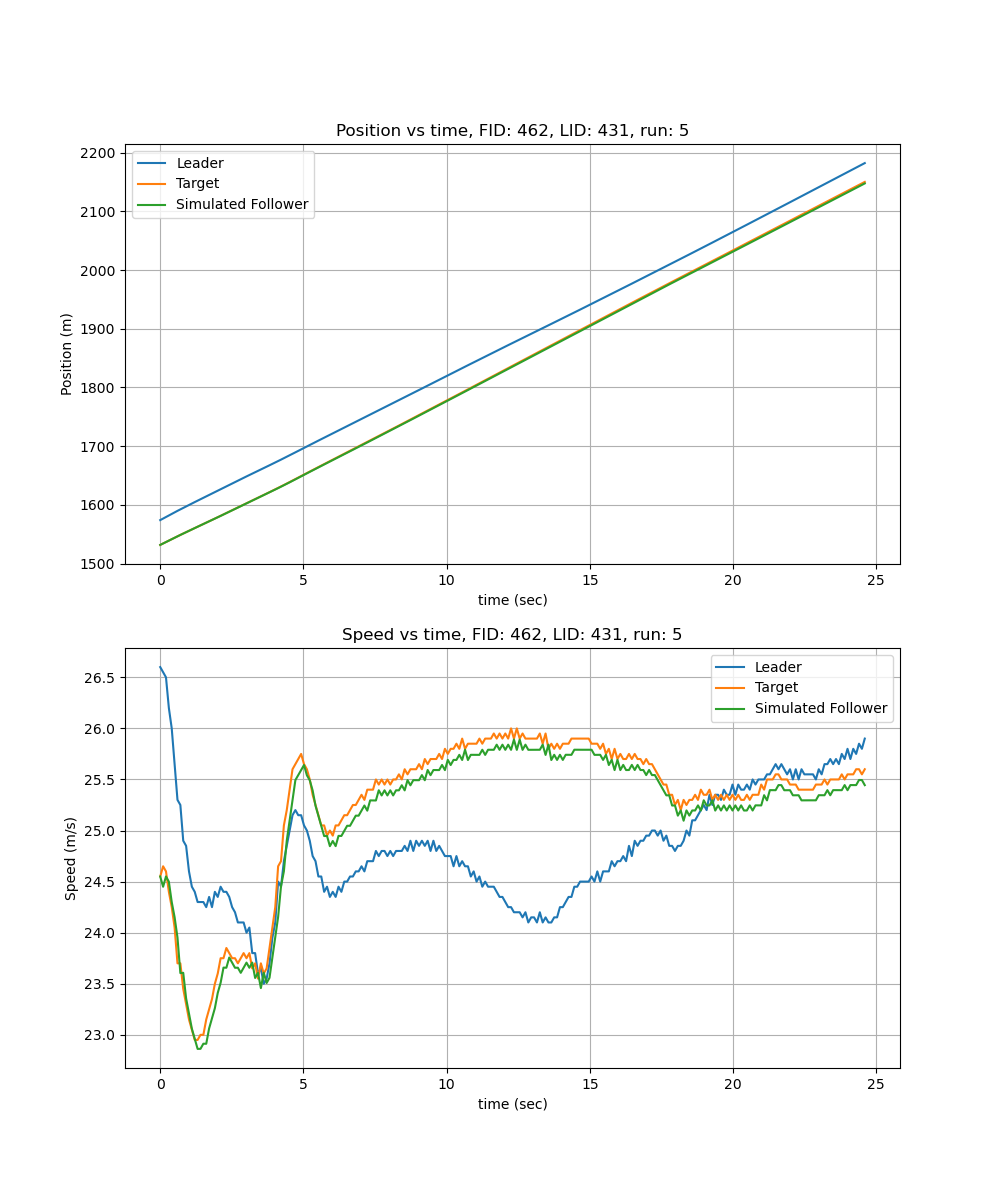 Position vs time, FID: 462, LID: 431, run: 5
Leader
Target
Simulated Follower
2200
2100
2000
1900
1800
1700
1600
1500
Position (m)
0 5 10 15 20 25
time (sec)
Speed vs time, FID: 462, LID: 431, run: 5
Leader
Target
Simulated Follower
26.5
26.0
25.5
25.0
24.5
24.0
23.5
23.0
Speed (m/s)
0 5 10 15 20 25
time (sec)